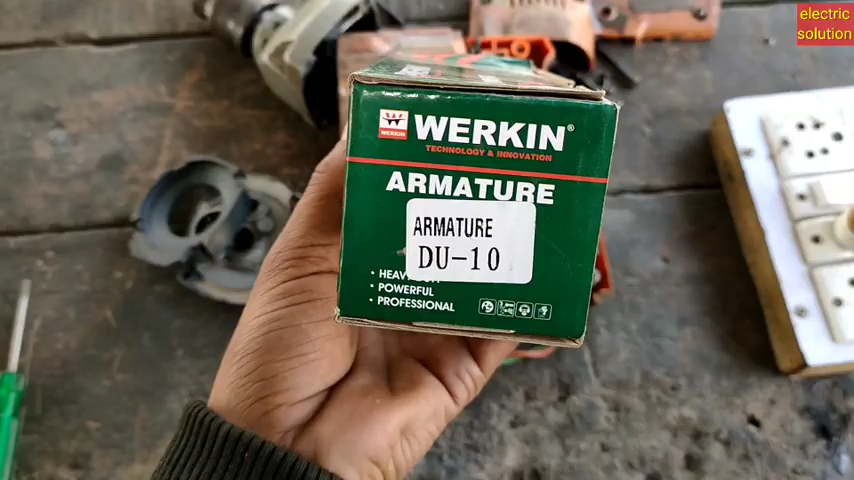 electric
solution
WERKIN
WERKIN®
TECHNOLOGY & INNOVATION
ARMATURE
ARMATURE
DU-10
• POWERFUL
• PROFESSIONAL